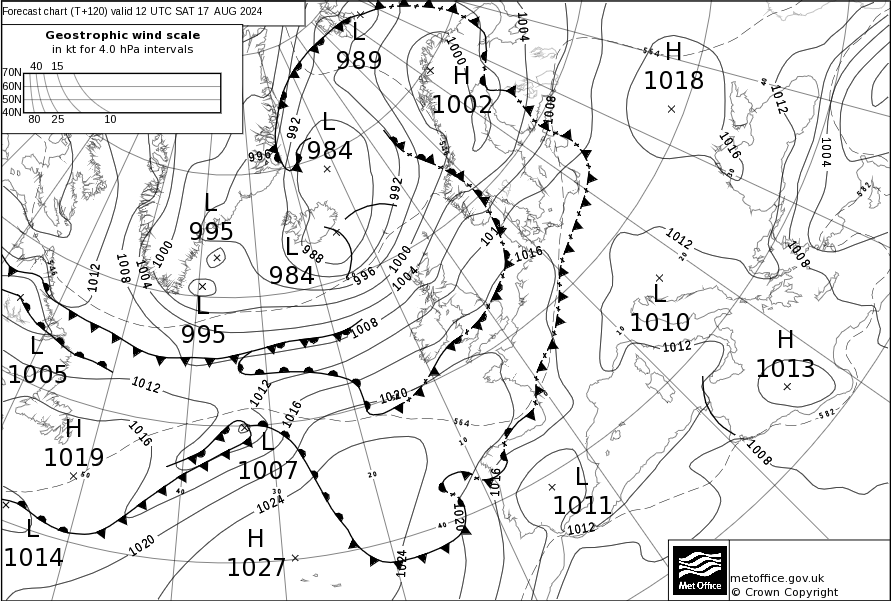 Forecast chart (T+120) valid 12 UTC SAT 17 AUG 2024
Geostrophic wind scale
in kt for 4.0 hPa intervals
40 15
70N
60N
50N
40N
80 25 10
L
989
H
1002
H
1018
L
984
L
995
L
984
L
995
L
1005
L
1010
H
1013
H
1019
L
1007
L
1011
L
1014
H
1027
1004
1000
1008
992
996
992
564
40
1012
1016
1004
582
1012
1008
1004
1000
988
996
1000
1004
1008
1016
1012
20
1008
10
1012
1012
1012
1016
1016
1020
564
10
582
1008
40
30
20
1024
1020
1016
1020
40
1024
1012
Met Office
metoffice.gov.uk
© Crown Copyright